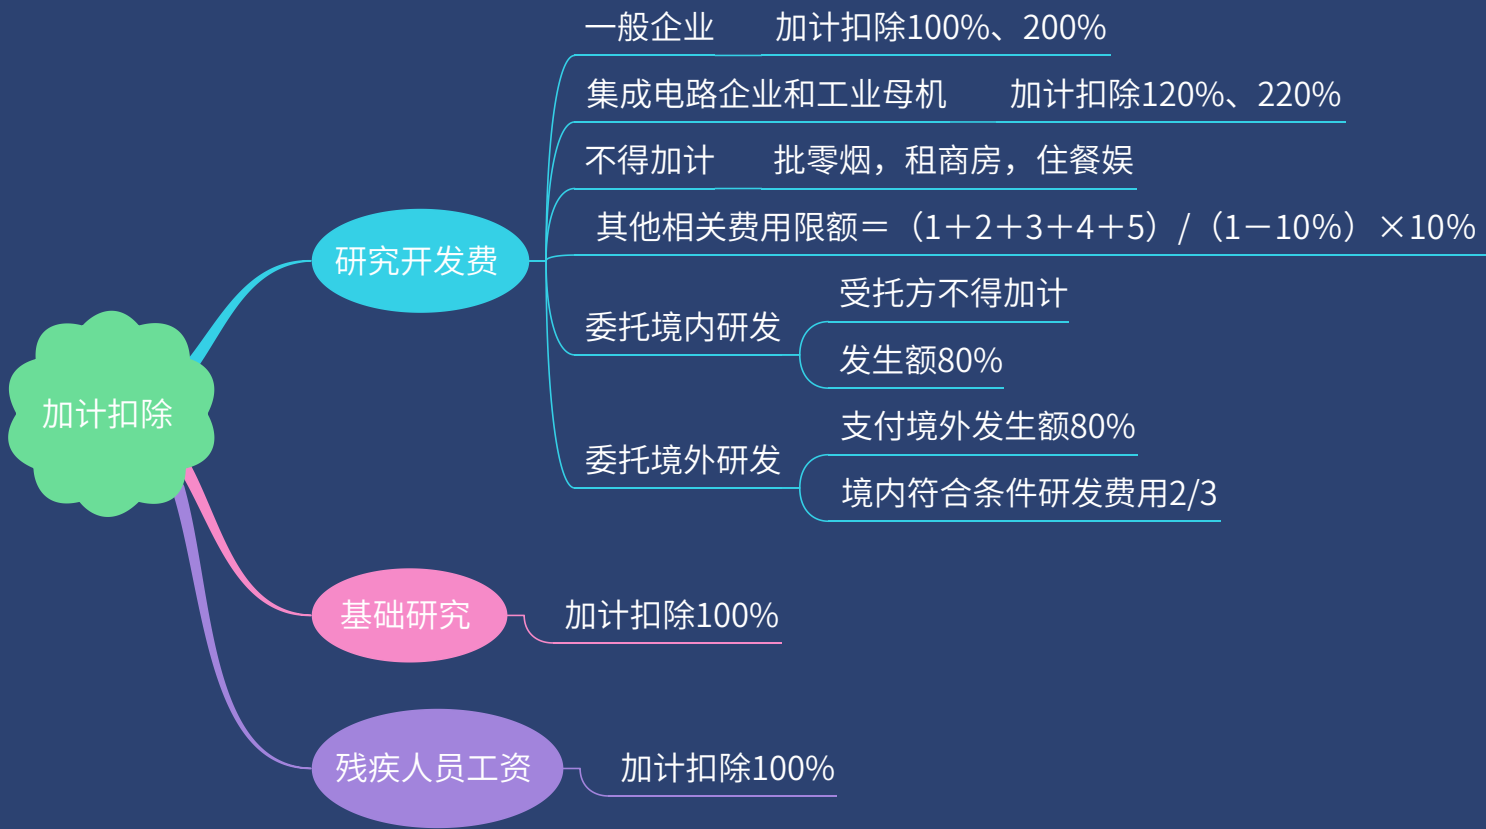 加计扣除
研究开发费
一般企业
加计扣除100%、200%
集成电路企业和工业母机
加计扣除120%、220%
不得加计
批零烟，租商房，住餐娱
其他相关费用限额＝（1＋2＋3＋4＋5）/（1－10%）×10%
委托境内研发
受托方不得加计
发生额80%
委托境外研发
支付境外发生额80%
境内符合条件研发费用2/3
基础研究
加计扣除100%
残疾人员工资
加计扣除100%